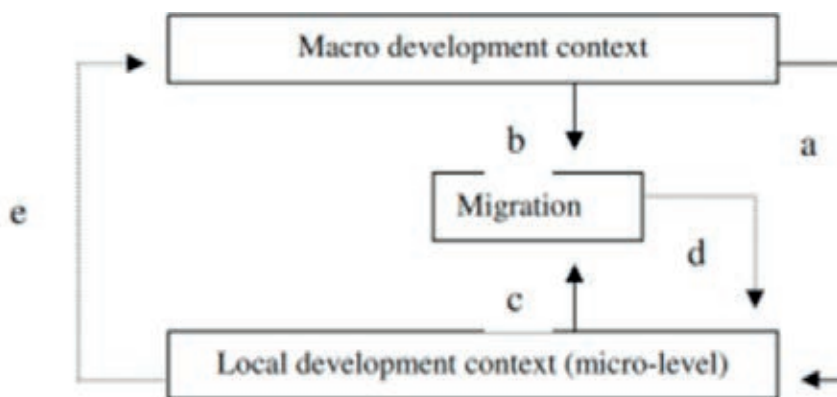 Macro development context
b
a
Migration
e
d
c
Local development context (micro-level)